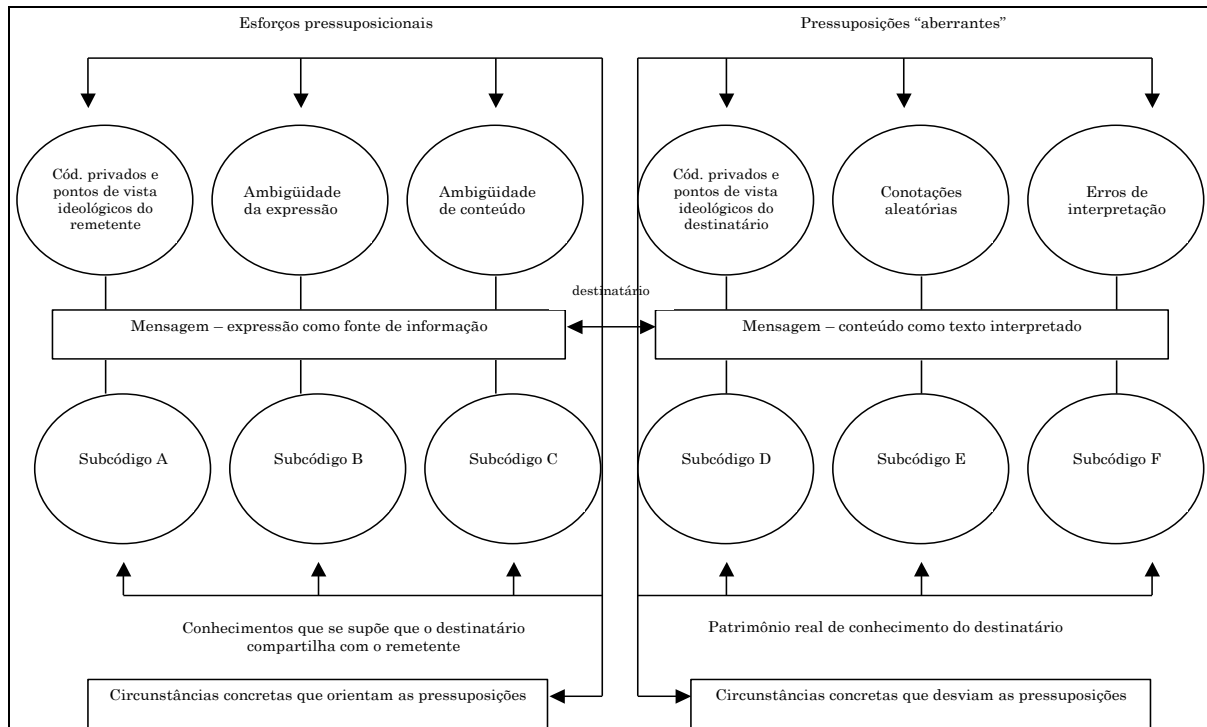 Esforços pressuposicionais
Pressuposições “aberrantes”
Cód. privados e
pontos de vista
ideológicos do
remetente
Ambigüidade
da expressão
Ambigüidade
de conteúdo
Cód. privados e
pontos de vista
ideológicos do
destinatário
Conotações
aleatórias
Erros de
interpretação
destinatário
Mensagem – expressão como fonte de informação
Mensagem – conteúdo como texto interpretado
Subcódigo A
Subcódigo B
Subcódigo C
Subcódigo D
Subcódigo E
Subcódigo F
Conhecimentos que se supõe que o destinatário
compartilha com o remetente
Patrimônio real de conhecimento do destinatário
Circunstâncias concretas que orientam as pressuposições
Circunstâncias concretas que desviam as pressuposições